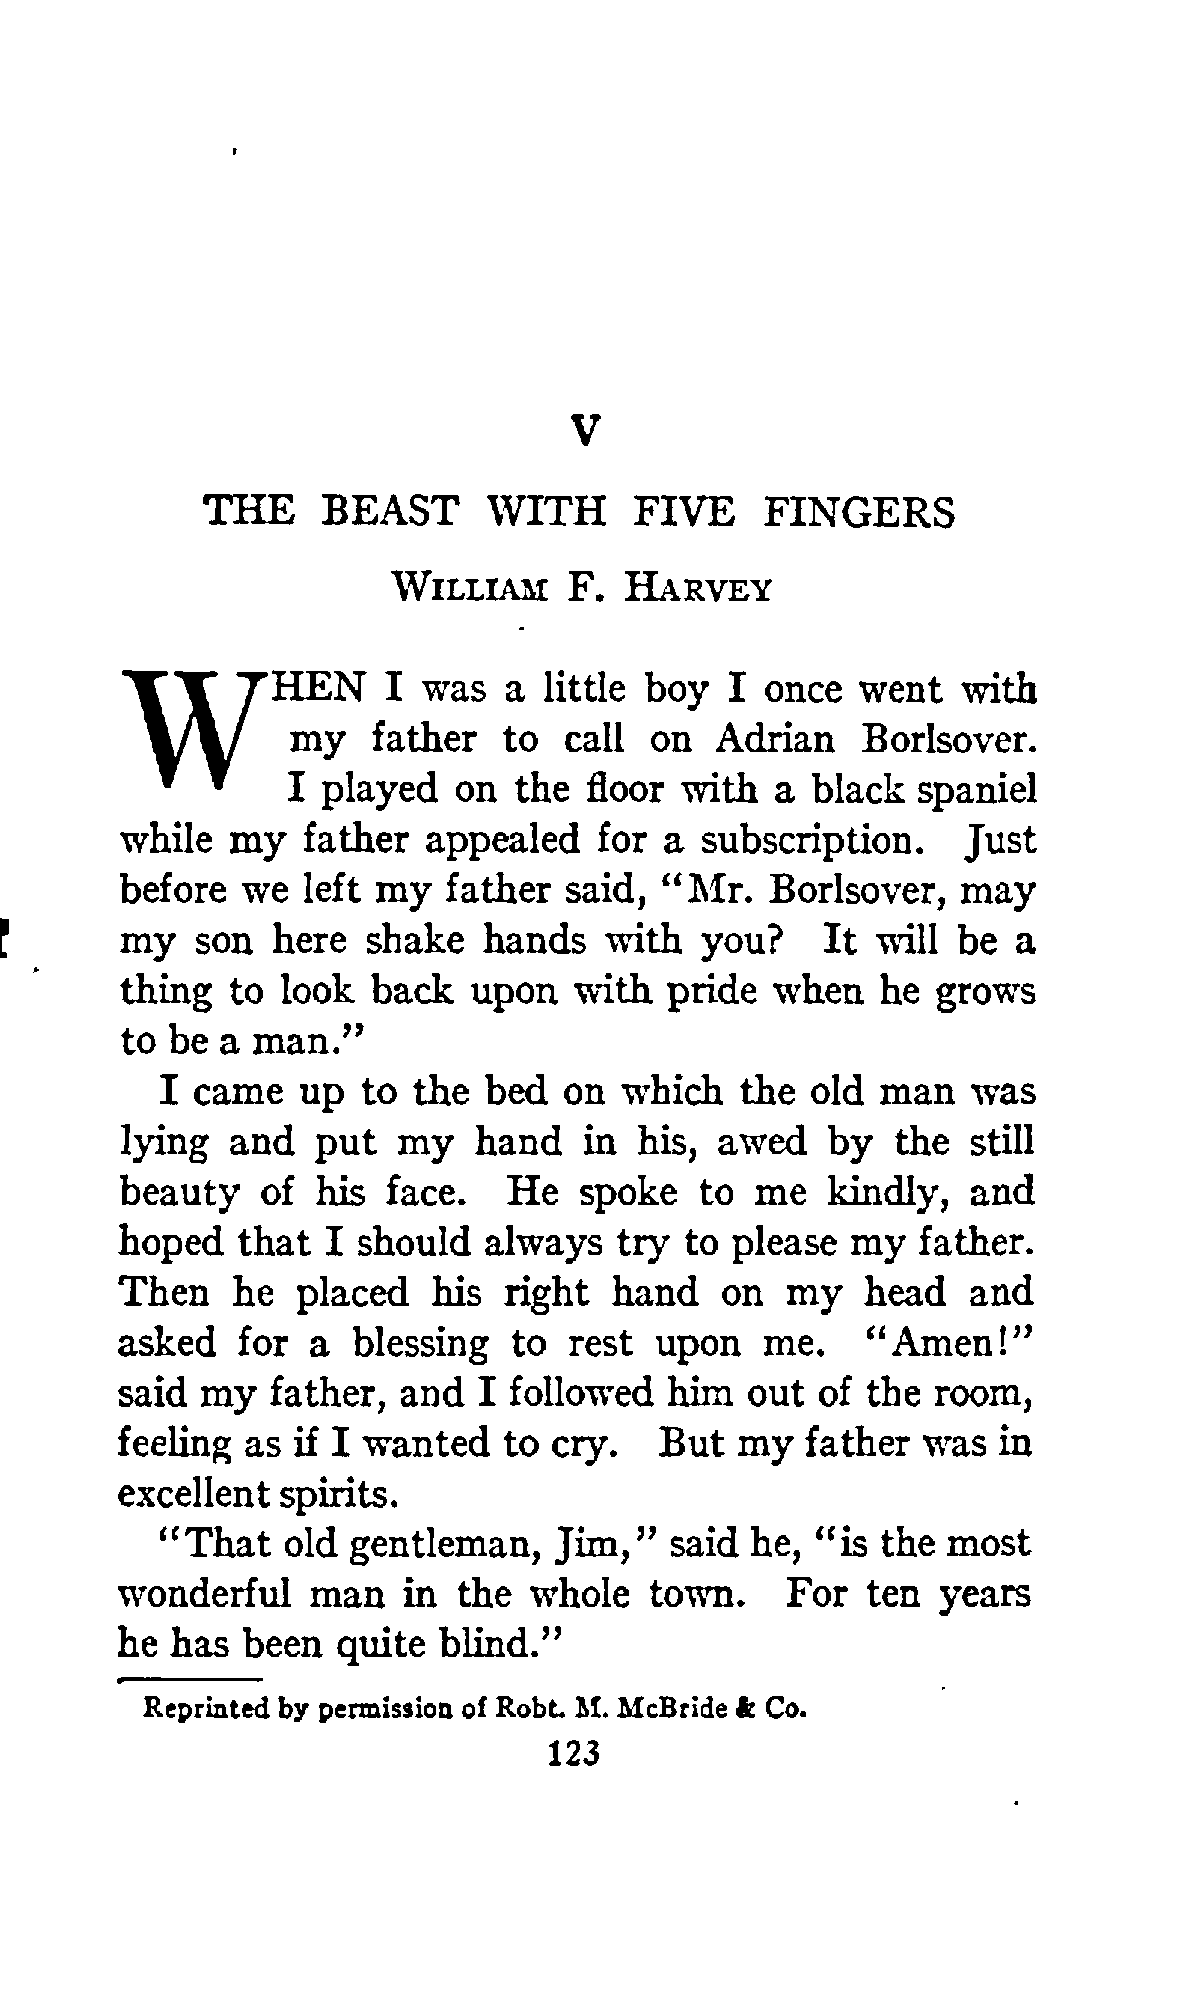 V
THE BEAST WITH FIVE FINGERS
WILLIAM F. HARVEY
WHEN I was a little boy I once went with
my father to call on Adrian Borlsover.
I played on the floor with a black spaniel
while my father appealed for a subscription. Just
before we left my father said, "Mr. Borlsover, may
my son here shake hands with you? It will be a
thing to look back upon with pride when he grows
to be a man."
I came up to the bed on which the old man was
lying and put my hand in his, awed by the still
beauty of his face. He spoke to me kindly, and
hoped that I should always try to please my father.
Then he placed his right hand on my head and
asked for a blessing to rest upon me. "Amen!"
said my father, and I followed him out of the room,
feeling as if I wanted to cry. But my father was in
excellent spirits.
"That old gentleman, Jim," said he, "is the most
wonderful man in the whole town. For ten years
he has been quite blind."
Reprinted by permission of Robt. M. McBride & Co.
123